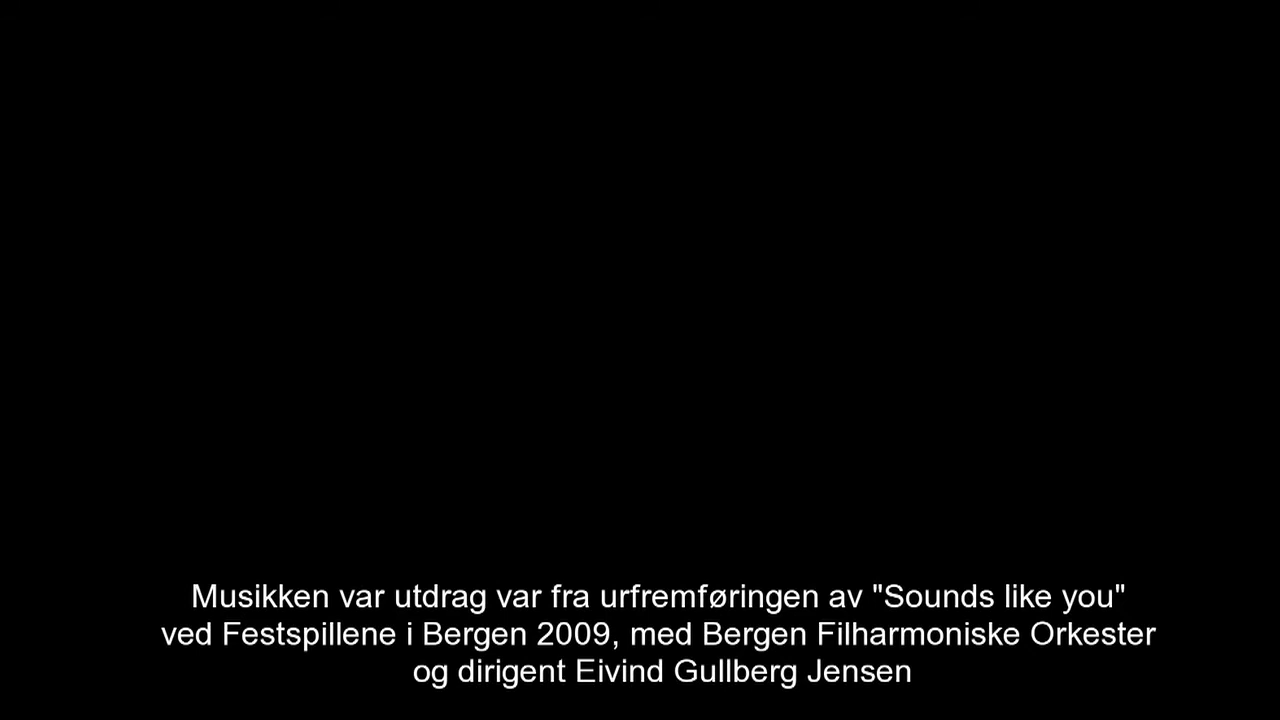 Musikken var utdrag var fra urfremføringen av "Sounds like you"
ved Festspillene i Bergen 2009, med Bergen Filharmoniske Orkester
og dirigent Eivind Gullberg Jensen